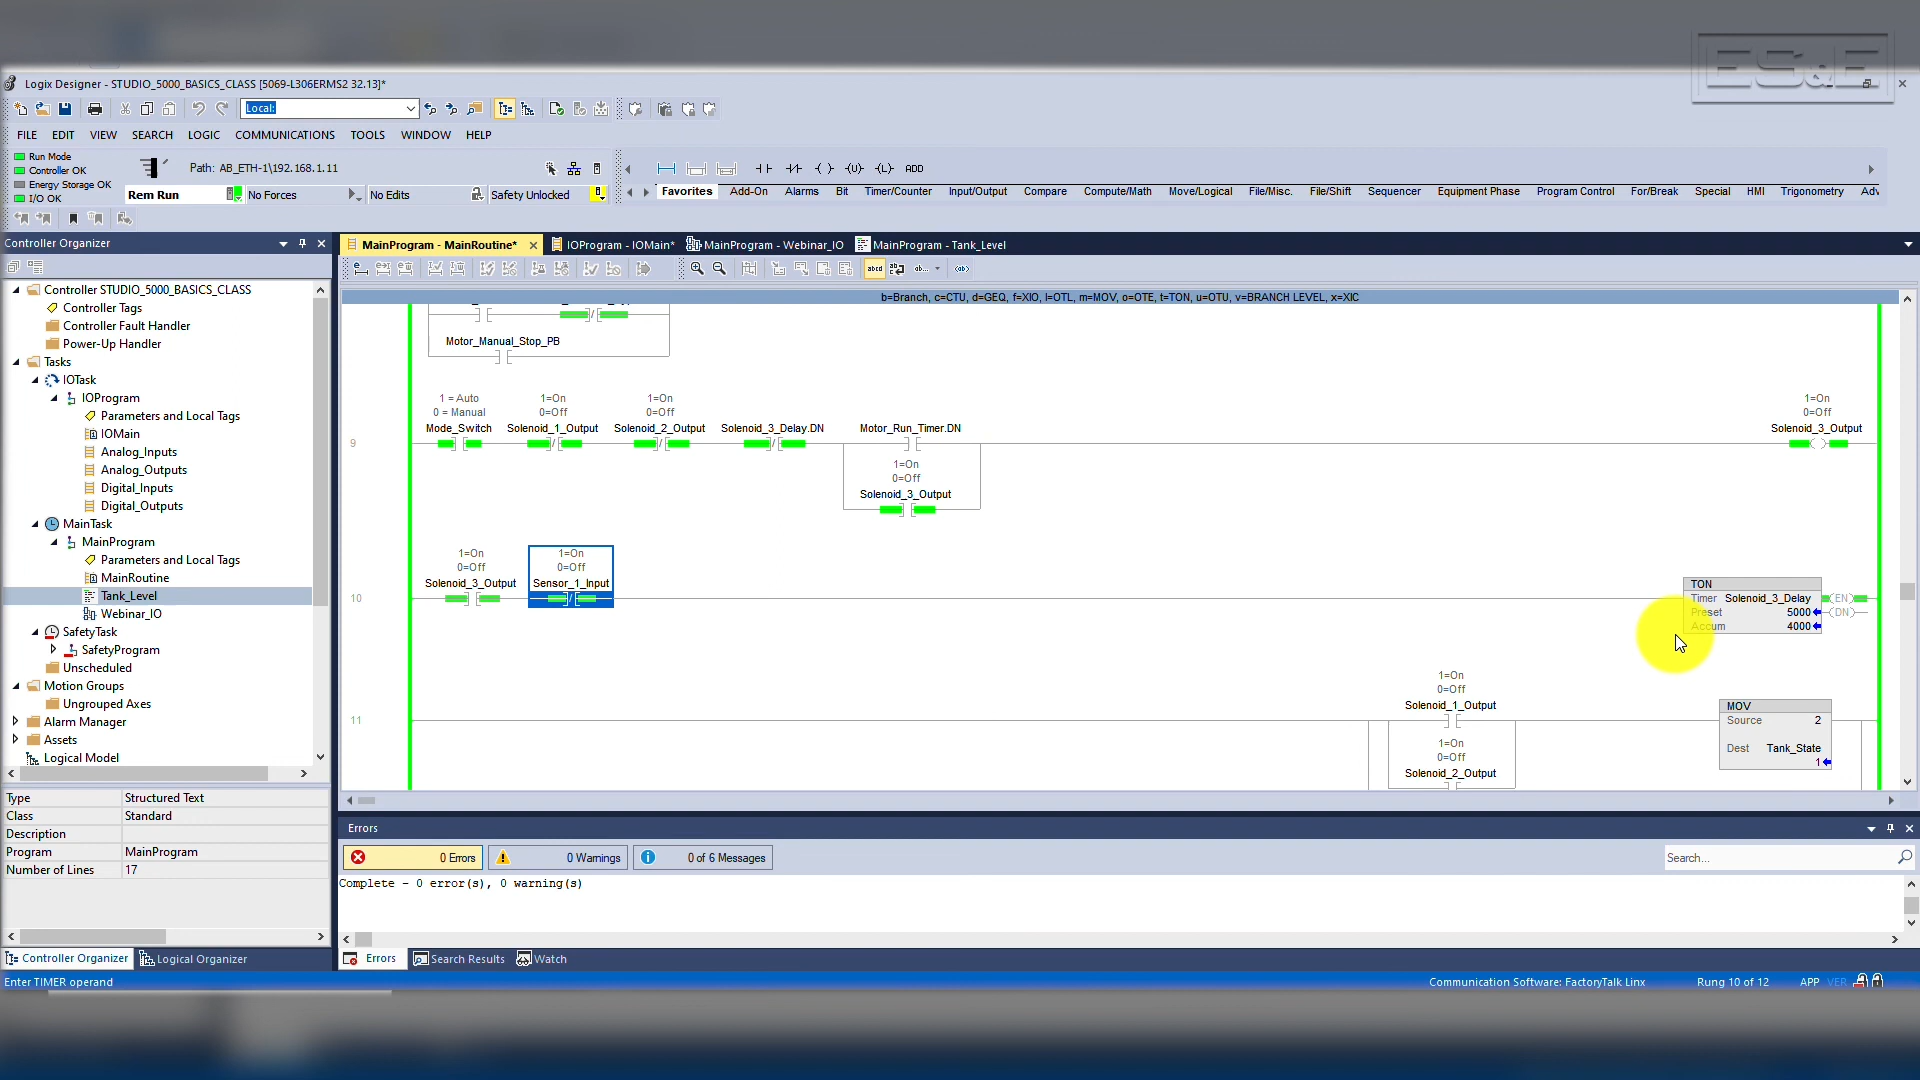 ES&E
Logix Designer - STUDIO_5000_BASICS_CLASS [5069-L306ERMS2 32.13]*
Local:
FILE EDIT VIEW SEARCH LOGIC COMMUNICATIONS TOOLS WINDOW HELP
Run Mode
Controller OK
Energy Storage OK
I/O OK
Path: AB_ETH-1\192.168.1.11
Rem Run No Forces No Edits Safety Unlocked
ADD
Favorites Add-On Alarms Bit Timer/Counter Input/Output Compare Compute/Math Move/Logical File/Misc. File/Shift Sequencer Equipment Phase Program Control For/Break Special HMI Trigonometry Adv
Controller Organizer
MainProgram - MainRoutine* IOProgram - IOMain* MainProgram - Webinar_IO MainProgram - Tank_Level
Controller STUDIO_5000_BASICS_CLASS
Controller Tags
Controller Fault Handler
Power-Up Handler
Tasks
IOTask
IOProgram
Parameters and Local Tags
IOMain
Analog_Inputs
Analog_Outputs
Digital_Inputs
Digital_Outputs
MainTask
MainProgram
Parameters and Local Tags
MainRoutine
Tank_Level
Webinar_IO
SafetyTask
SafetyProgram
Unscheduled
Motion Groups
Ungrouped Axes
Alarm Manager
Assets
Logical Model
Type Structured Text
Class Standard
Description
Program MainProgram
Number of Lines 17
Controller Organizer Logical Organizer
b=Branch, c=CTU, d=GEQ, f=XIO, l=OTL, m=MOV, o=OTE, t=TON, u=OTU, v=BRANCH LEVEL, x=XIC
Motor_Manual_Stop_PB
1 = Auto 1=On 1=On 1=On
0 = Manual 0=Off 0=Off 0=Off
Mode_Switch Solenoid_1_Output Solenoid_2_Output Solenoid_3_Delay.DN Motor_Run_Timer.DN Solenoid_3_Output
9
1=On
0=Off
Solenoid_3_Output
1=On 1=On
0=Off 0=Off
Solenoid_3_Output Sensor_1_Input
10
TON
Timer Solenoid_3_Delay (EN)
Preset 5000 (DN)
Accum 4000
1=On
0=Off
Solenoid_1_Output
11
MOV
Source 2
Dest Tank_State
1
1=On
0=Off
Solenoid_2_Output
Errors
0 Errors 0 Warnings 0 of 6 Messages
Search...
Complete - 0 error(s), 0 warning(s)
Errors Search Results Watch
Enter TIMER operand
Communication Software: FactoryTalk Linx Rung 10 of 12 APP VER